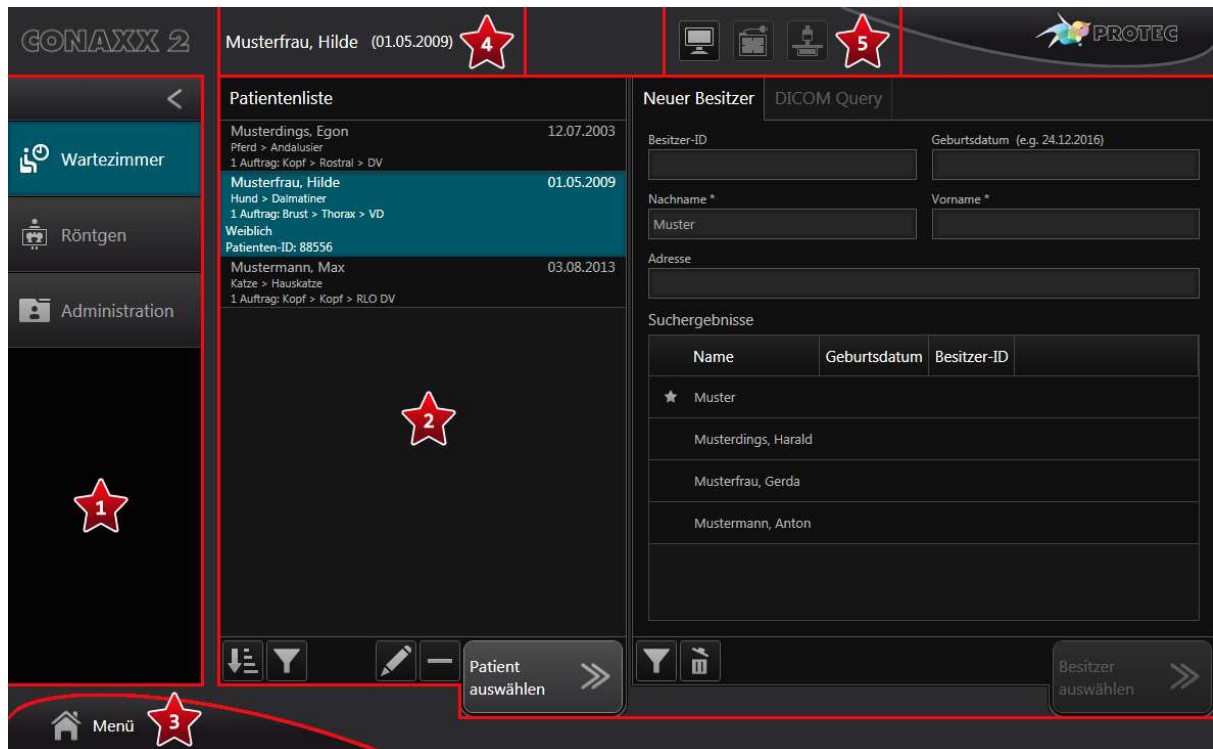 CONAXX 2
Musterfrau, Hilde (01.05.2009)
4
5
PROTEC
<
Wartezimmer
Röntgen
Administration
1
Patientenliste
Musterdings, Egon 12.07.2003
Pferd > Andalusier
1 Auftrag: Kopf > Rostral > DV
Musterfrau, Hilde 01.05.2009
Hund > Dalmatiner
1 Auftrag: Brust > Thorax > VD
Weiblich
Patienten-ID: 88556
Mustermann, Max 03.08.2013
Katze > Hauskatze
1 Auftrag: Kopf > Kopf > RLO DV
2
Patient
auswählen
Neuer Besitzer DICOM Query
Besitzer-ID Geburtsdatum (e.g. 24.12.2016)
Nachname * Vorname *
Muster
Adresse
Suchergebnisse
Name Geburtsdatum Besitzer-ID
Muster
Musterdings, Harald
Musterfrau, Gerda
Mustermann, Anton
Besitzer
auswählen
Menü
3